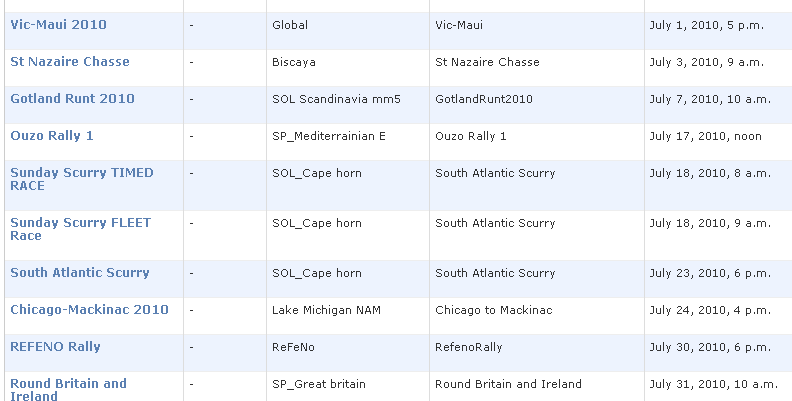 Vic-Maui 2010 - Global Vic-Maui July 1, 2010, 5 p.m.
St Nazaire Chasse - Biscaya St Nazaire Chasse July 3, 2010, 9 a.m.
Gotland Runt 2010 - SOL Scandinavia mm5 GotlandRunt2010 July 7, 2010, 10 a.m.
Ouzo Rally 1 - SP_Mediterrainian E Ouzo Rally 1 July 17, 2010, noon
Sunday Scurry TIMED - SOL_Cape horn South Atlantic Scurry July 18, 2010, 8 a.m.
RACE
Sunday Scurry FLEET - SOL_Cape horn South Atlantic Scurry July 18, 2010, 9 a.m.
Race
South Atlantic Scurry - SOL_Cape horn South Atlantic Scurry July 23, 2010, 6 p.m.
Chicago-Mackinac 2010 - Lake Michigan NAM Chicago to Mackinac July 24, 2010, 4 p.m.
REFENO Rally - ReFeNo RefenoRally July 30, 2010, 6 p.m.
Round Britain and - SP_Great britain Round Britain and Ireland July 31, 2010, 10 a.m.
Ireland